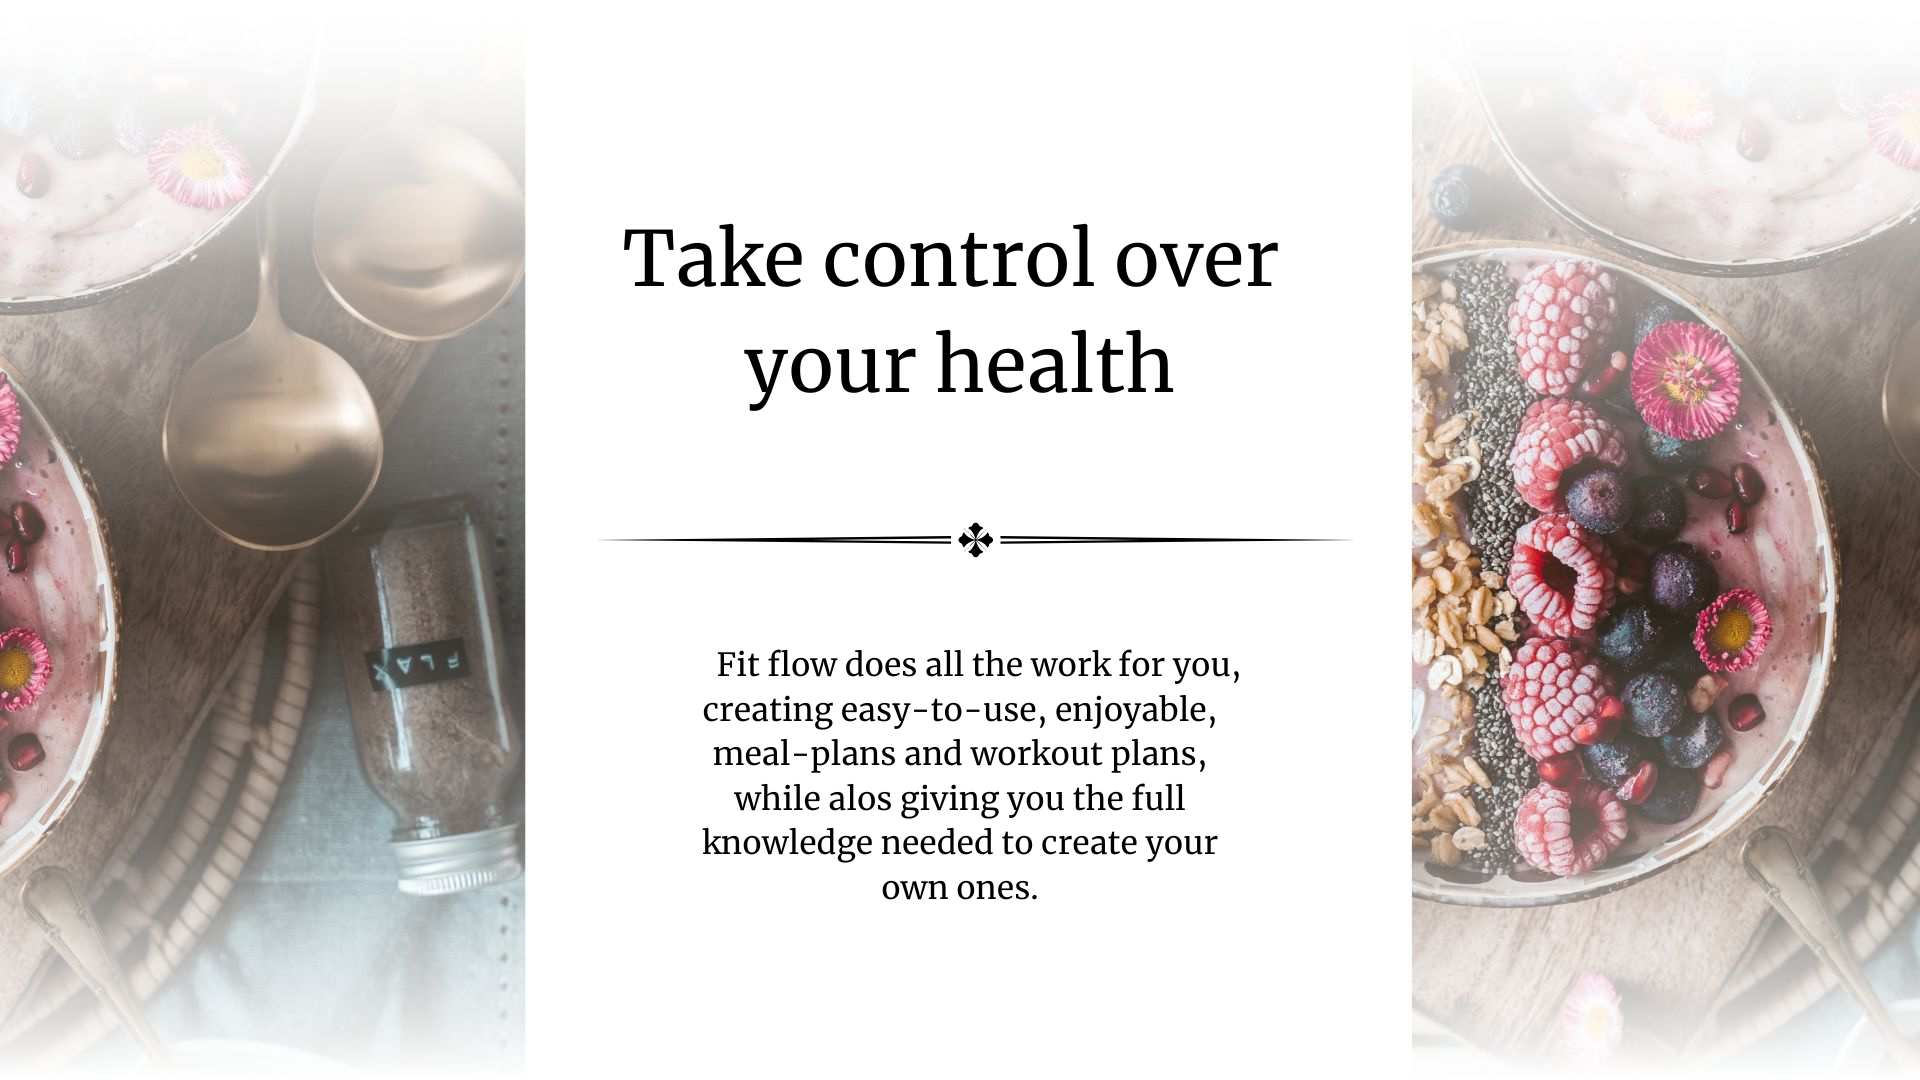 Take control over
your health
Fit flow does all the work for you,
creating easy-to-use, enjoyable,
meal-plans and workout plans,
while alos giving you the full
knowledge needed to create your
own ones.
FLAX